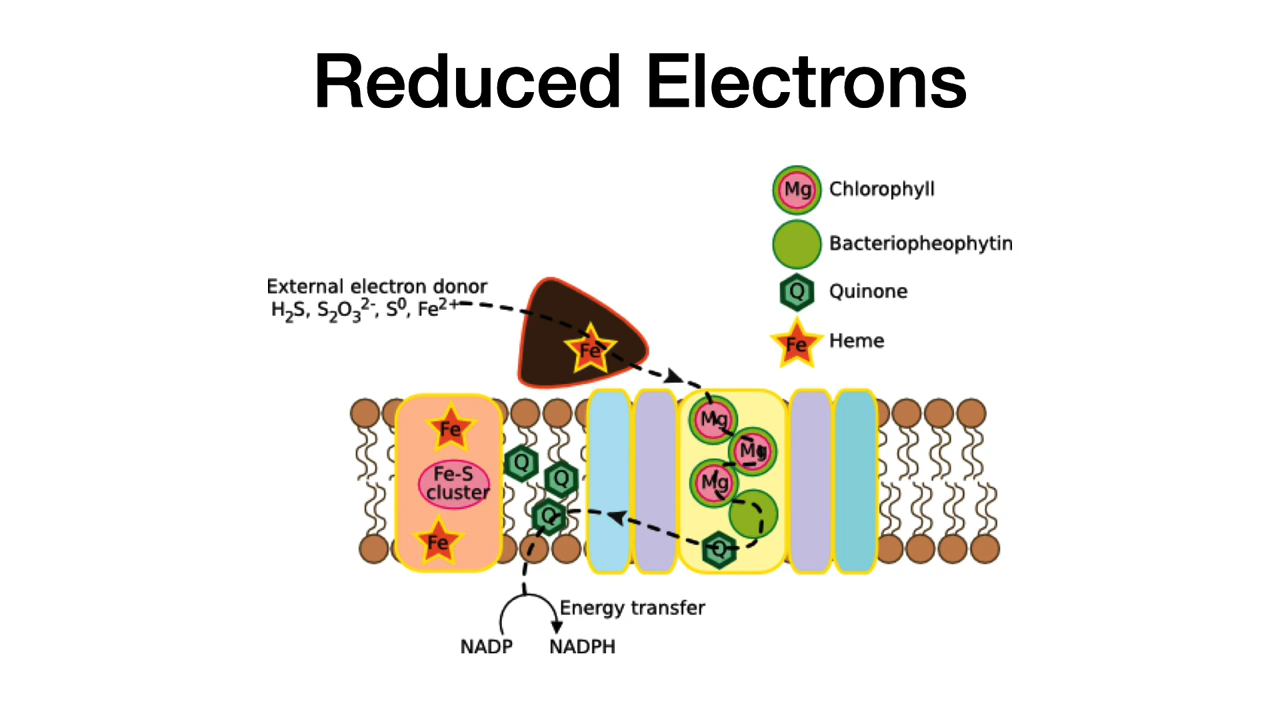 Reduced Electrons
Mg Chlorophyll
Bacteriopheophytin
Q Quinone
Fe Heme
External electron donor
H₂S, S₂O₃²⁻, S⁰, Fe²⁺
Fe
Fe
Fe-S
cluster
Fe
Q
Q
Q
Mg
Mg
Mg
Q
Energy transfer
NADP
NADPH